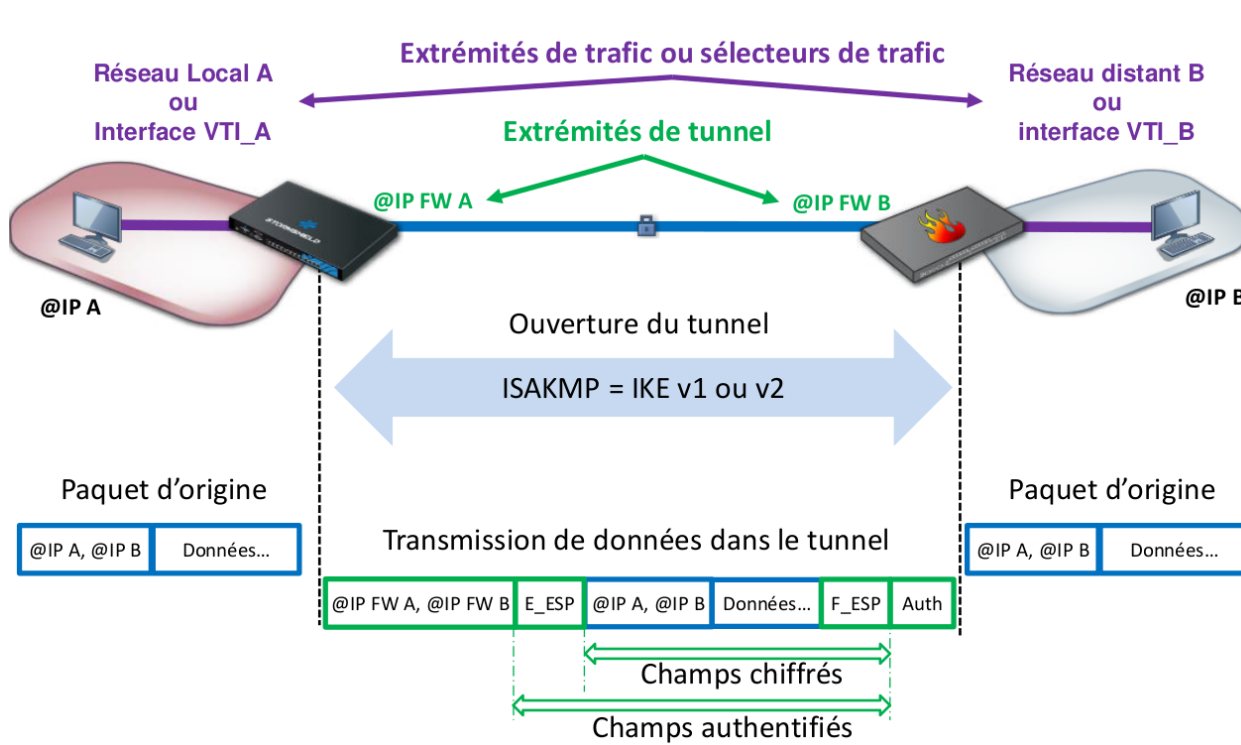 Extrémités de trafic ou sélecteurs de trafic
Réseau Local A
ou
Interface VTI_A
Réseau distant B
ou
interface VTI_B
Extrémités de tunnel
@IP FW A
@IP FW B
STORMSHIELD
@IP A
@IP B
Ouverture du tunnel
ISAKMP = IKE v1 ou v2
Paquet d’origine
Paquet d’origine
@IP A, @IP B
Données…
Transmission de données dans le tunnel
@IP A, @IP B
Données…
@IP FW A, @IP FW B
E_ESP
@IP A, @IP B
Données…
F_ESP
Auth
Champs chiffrés
Champs authentifiés